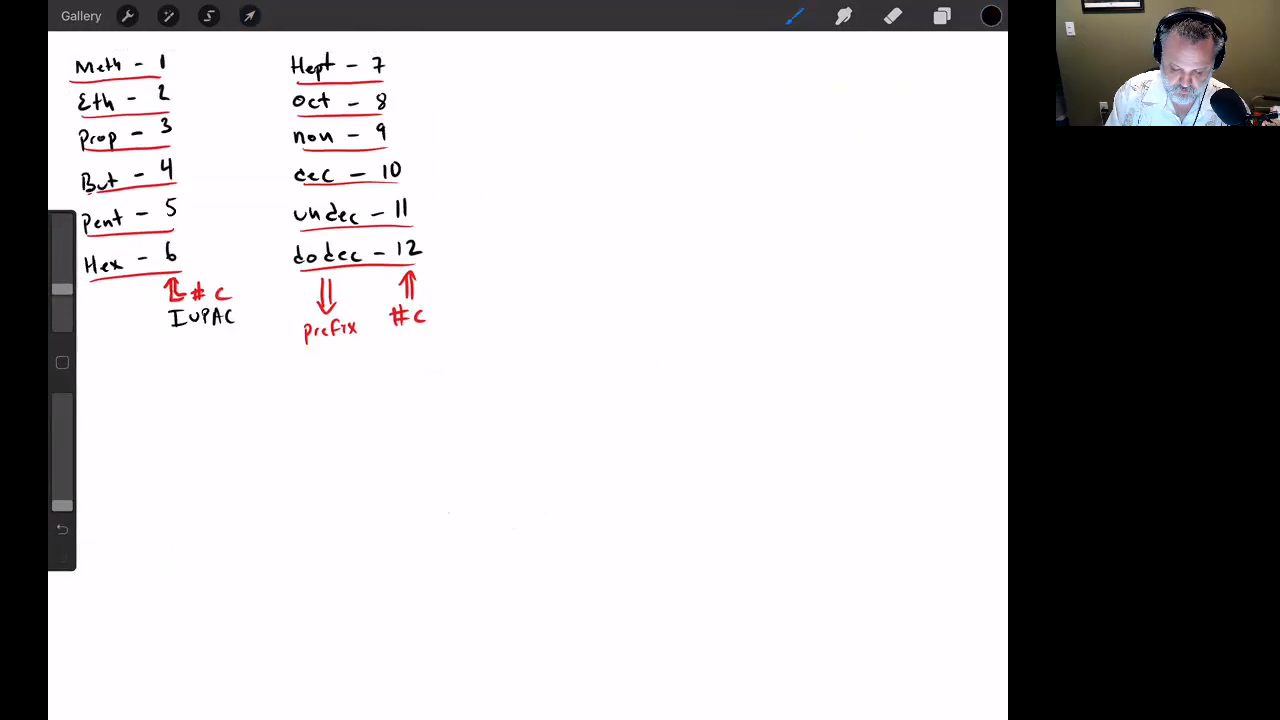 Gallery
Meth - 1
Eth - 2
Prop - 3
But - 4
Pent - 5
Hex - 6
# C
IUPAC
Hept - 7
Oct - 8
non - 9
dec - 10
undec - 11
dodec - 12
prefix
# C